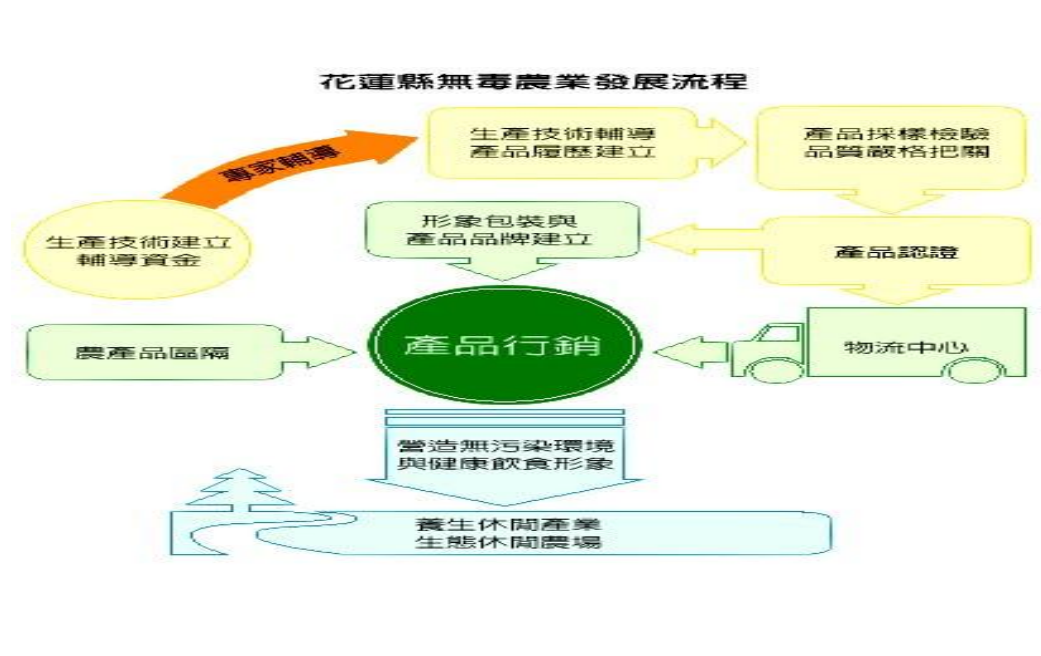 花蓮縣無毒農業發展流程
專家輔導
生產技術輔導
產品履歷建立
產品採樣檢驗
品質嚴格把關
生產技術建立
輔導資金
形象包裝與
產品品牌建立
產品認證
農產品區隔
產品行銷
物流中心
營造無污染環境
與健康飲食形象
養生休閒產業
生態休閒農場